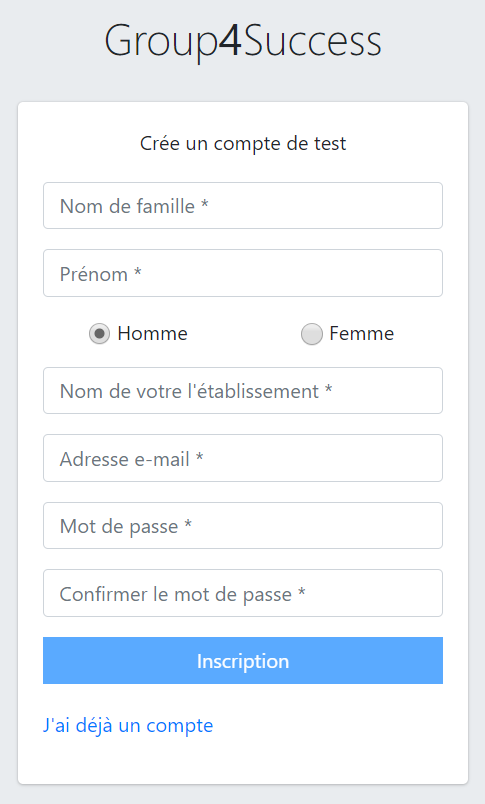 Group4Success
Crée un compte de test
Nom de famille *
Prénom *
Homme Femme
Nom de votre l'établissement *
Adresse e-mail *
Mot de passe *
Confirmer le mot de passe *
Inscription
J'ai déjà un compte